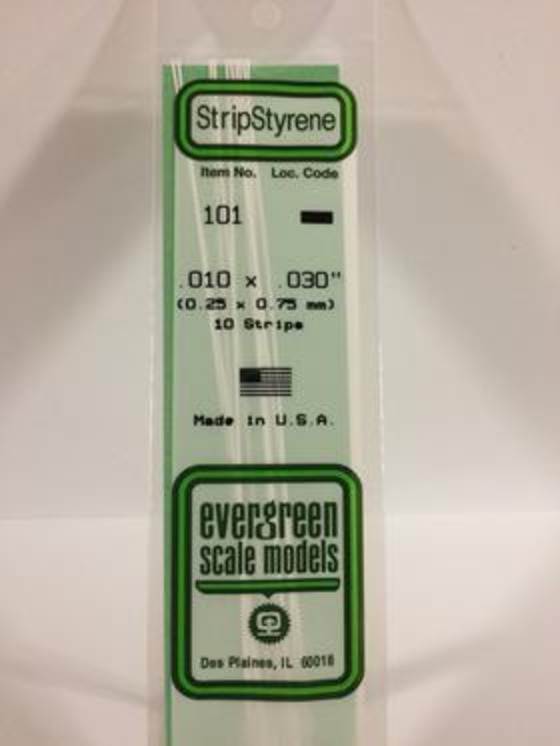 StripStyrene
Item No. Loc. Code
101
.010 x .030"
(0.25 x 0.75 mm)
10 Strips
Made in U.S.A.
evergreen
scale models
Des Plaines, IL 60018